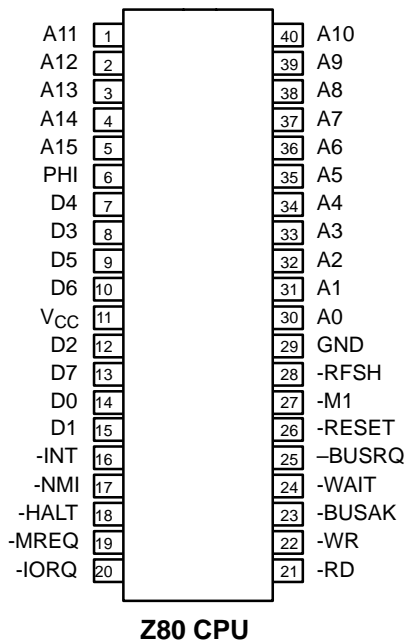 A11 1 40 A10
A12 2 39 A9
A13 3 38 A8
A14 4 37 A7
A15 5 36 A6
PHI 6 35 A5
D4 7 34 A4
D3 8 33 A3
D5 9 32 A2
D6 10 31 A1
VCC 11 30 A0
D2 12 29 GND
D7 13 28 -RFSH
D0 14 27 -M1
D1 15 26 -RESET
-INT 16 25 –BUSRQ
-NMI 17 24 -WAIT
-HALT 18 23 -BUSAK
-MREQ 19 22 -WR
-IORQ 20 21 -RD
Z80 CPU